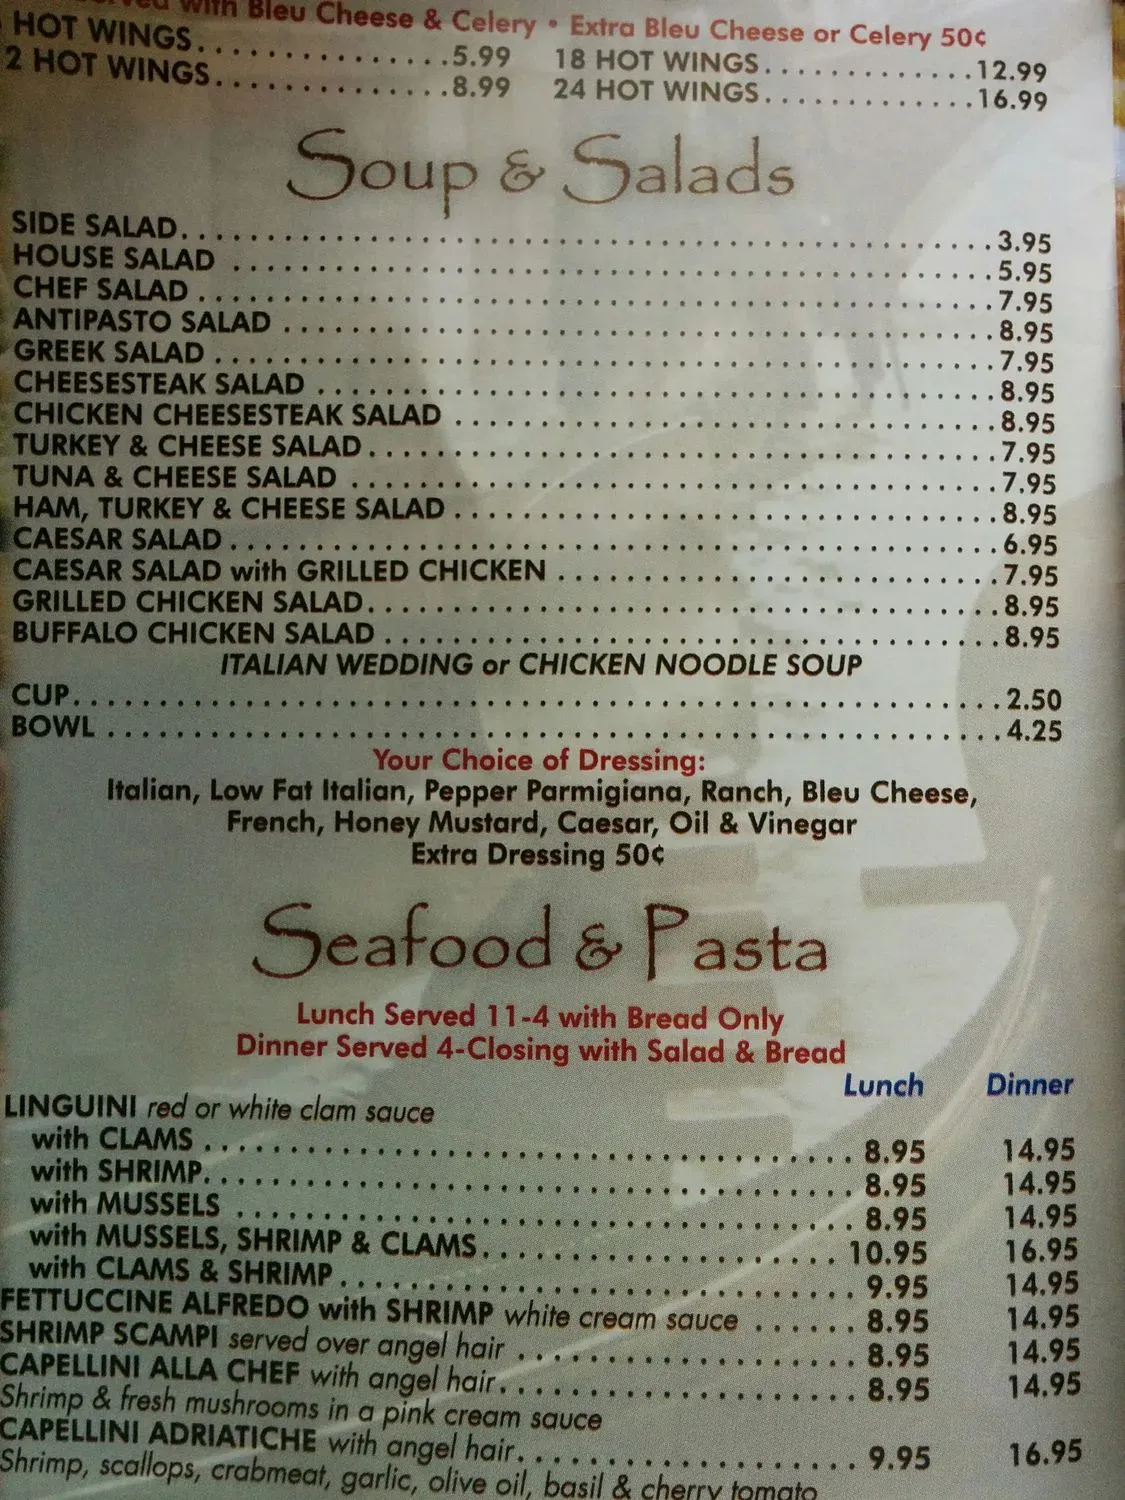 with Bleu Cheese & Celery • Extra Bleu Cheese or Celery 50¢
HOT WINGS..............5.99 18 HOT WINGS.............12.99
2 HOT WINGS...............8.99 24 HOT WINGS.............16.99
Soup & Salads
SIDE SALAD..................................................3.95
HOUSE SALAD ..............................................5.95
CHEF SALAD ................................................7.95
ANTIPASTO SALAD ...........................................8.95
GREEK SALAD ...............................................7.95
CHEESESTEAK SALAD .........................................8.95
CHICKEN CHEESESTEAK SALAD .................................8.95
TURKEY & CHEESE SALAD......................................7.95
TUNA & CHEESE SALAD .......................................7.95
HAM, TURKEY & CHEESE SALAD .................................8.95
CAESAR SALAD ..............................................6.95
CAESAR SALAD with GRILLED CHICKEN ..........................7.95
GRILLED CHICKEN SALAD......................................8.95
BUFFALO CHICKEN SALAD .....................................8.95
ITALIAN WEDDING or CHICKEN NOODLE SOUP
CUP........................................................2.50
BOWL ......................................................4.25
Your Choice of Dressing:
Italian, Low Fat Italian, Pepper Parmigiana, Ranch, Bleu Cheese,
French, Honey Mustard, Caesar, Oil & Vinegar
Extra Dressing 50¢
Seafood & Pasta
Lunch Served 11-4 with Bread Only
Dinner Served 4-Closing with Salad & Bread
Lunch Dinner
LINGUINI red or white clam sauce
with CLAMS ....................................... 8.95 14.95
with SHRIMP....................................... 8.95 14.95
with MUSSELS ..................................... 8.95 14.95
with MUSSELS, SHRIMP & CLAMS...................... 10.95 16.95
with CLAMS & SHRIMP............................... 9.95 14.95
FETTUCCINE ALFREDO with SHRIMP white cream sauce ...... 8.95 14.95
SHRIMP SCAMPI served over angel hair .................... 8.95 14.95
CAPELLINI ALLA CHEF with angel hair...................... 8.95 14.95
Shrimp & fresh mushrooms in a pink cream sauce
CAPELLINI ADRIATICHE with angel hair..................... 9.95 16.95
Shrimp, scallops, crabmeat, garlic, olive oil, basil & cherry tomato